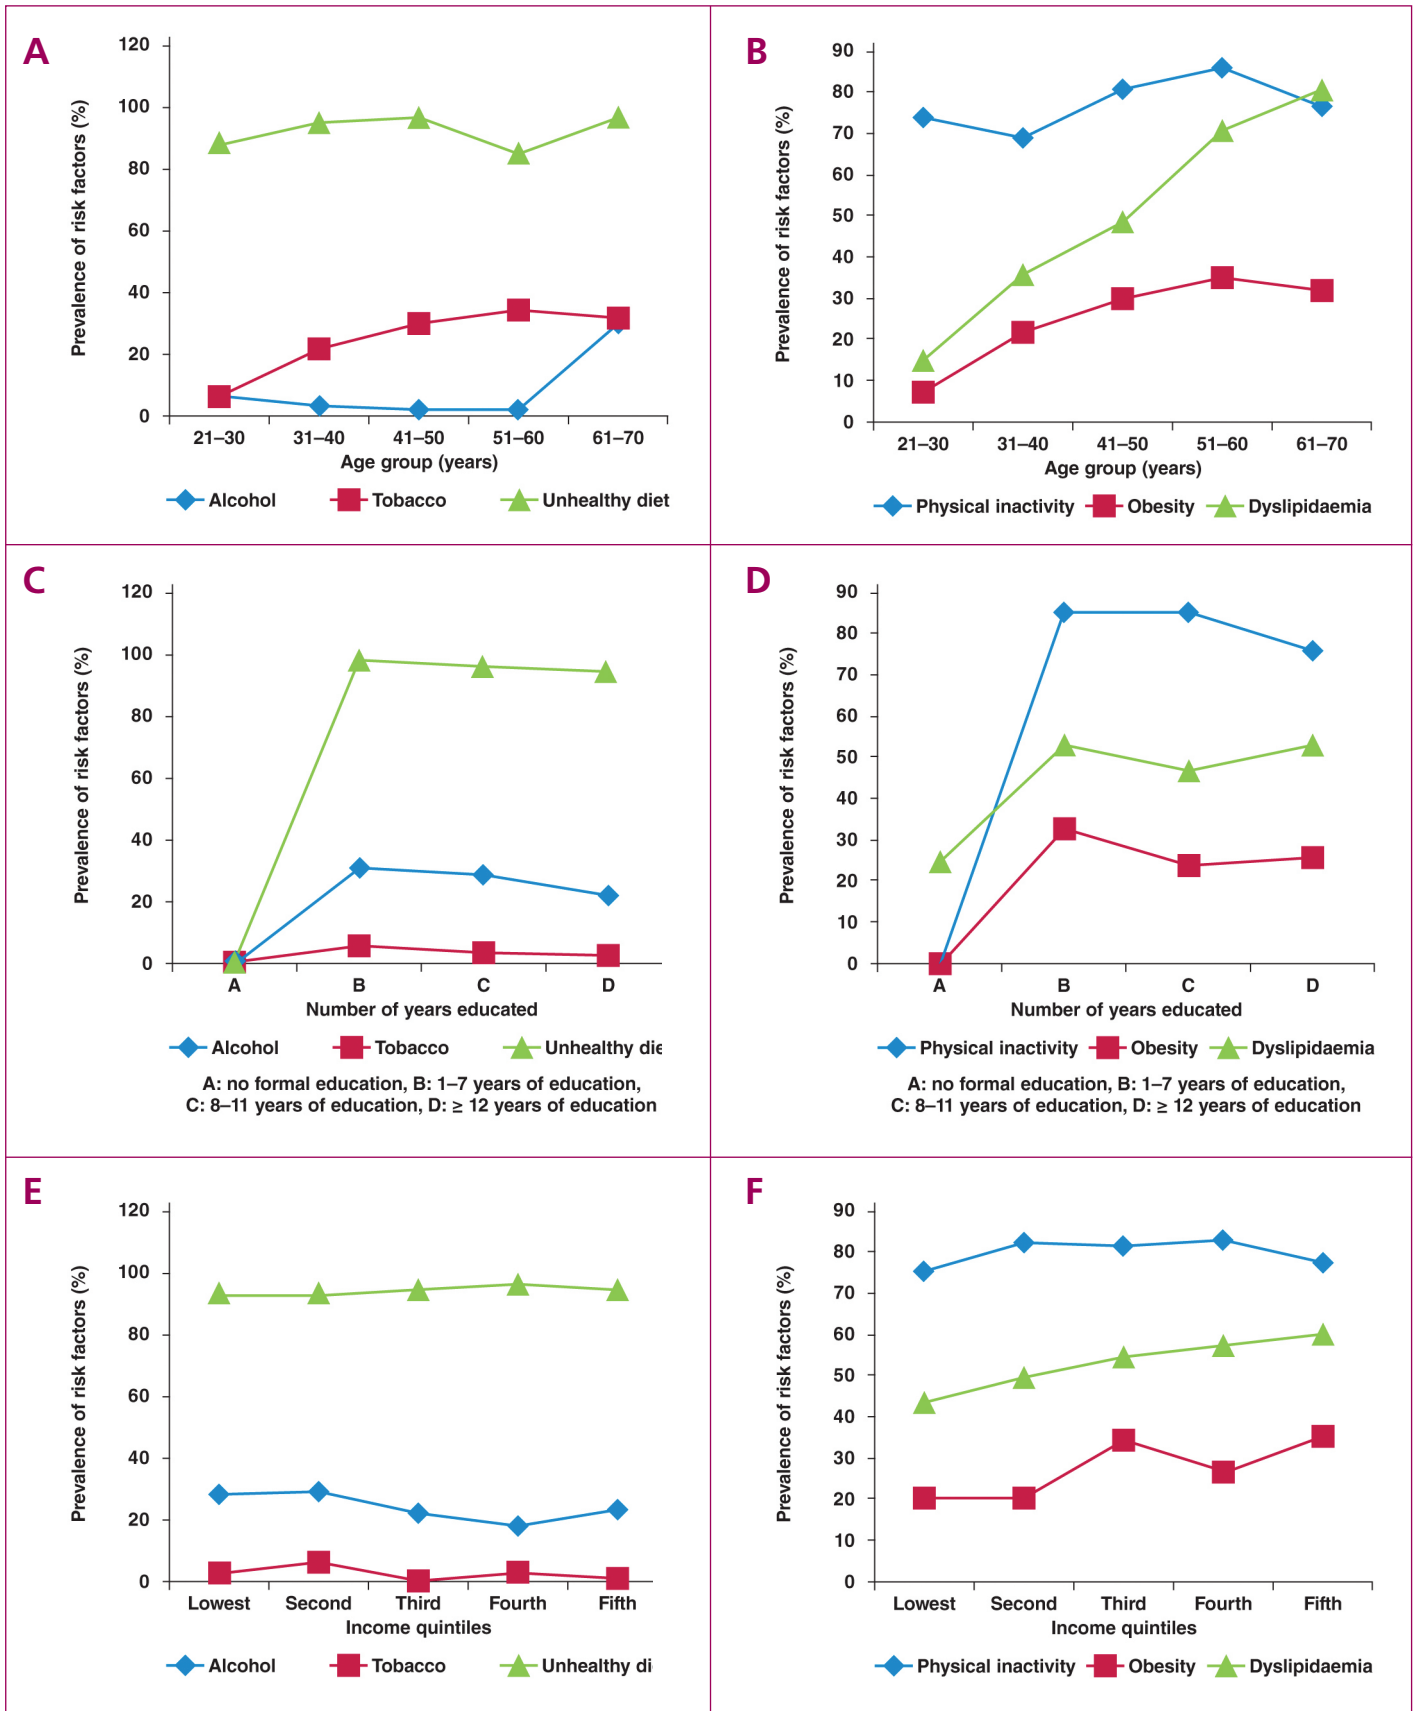 A
120
100
80
60
40
20
0
Prevalence of risk factors (%)
21–30 31–40 41–50 51–60 61–70
Age group (years)
Alcohol Tobacco Unhealthy diet
B
90
80
70
60
50
40
30
20
10
0
Prevalence of risk factors (%)
21–30 31–40 41–50 51–60 61–70
Age group (years)
Physical inactivity Obesity Dyslipidaemia
C
120
100
80
60
40
20
0
Prevalence of risk factors (%)
A B C D
Number of years educated
Alcohol Tobacco Unhealthy die
A: no formal education, B: 1–7 years of education,
C: 8–11 years of education, D: ≥ 12 years of education
D
90
80
70
60
50
40
30
20
10
0
Prevalence of risk factors (%)
A B C D
Number of years educated
Physical inactivity Obesity Dyslipidaemia
A: no formal education, B: 1–7 years of education,
C: 8–11 years of education, D: ≥ 12 years of education
E
120
100
80
60
40
20
0
Prevalence of risk factors (%)
Lowest Second Third Fourth Fifth
Income quintiles
Alcohol Tobacco Unhealthy di
F
90
80
70
60
50
40
30
20
10
0
Prevalence of risk factors (%)
Lowest Second Third Fourth Fifth
Income quintiles
Physical inactivity Obesity Dyslipidaemia